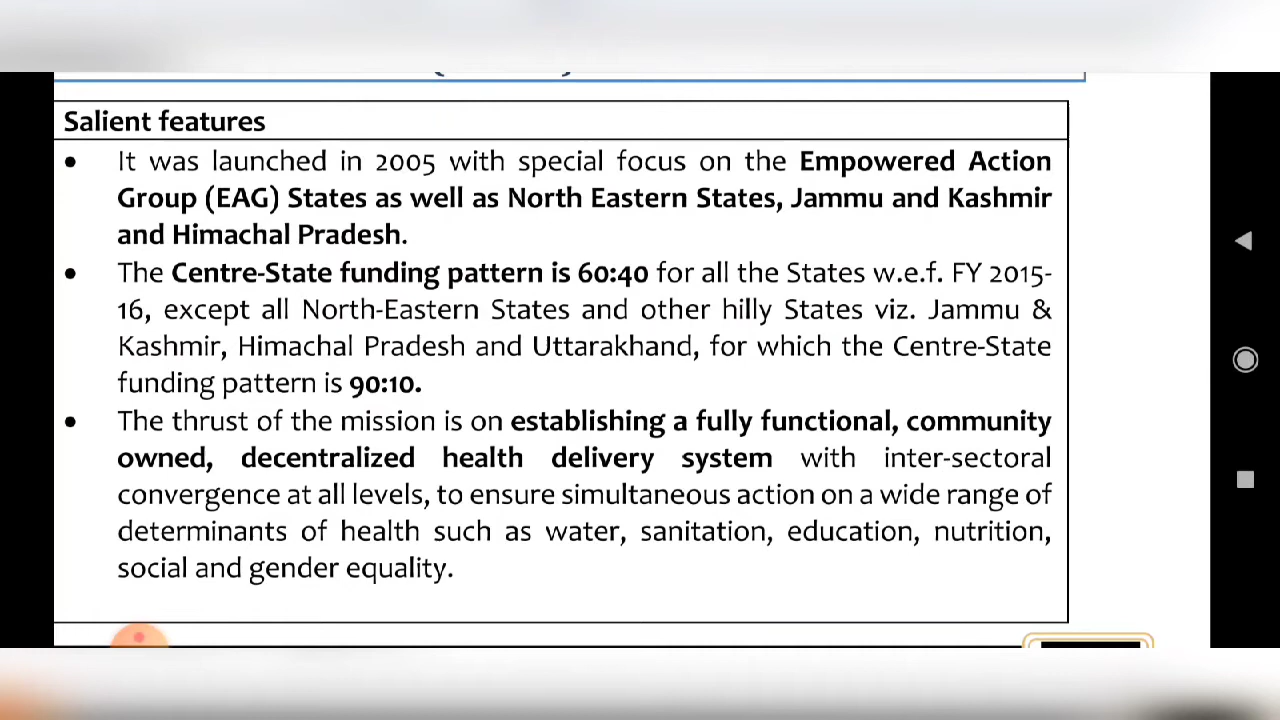 Salient features
• It was launched in 2005 with special focus on the Empowered Action
Group (EAG) States as well as North Eastern States, Jammu and Kashmir
and Himachal Pradesh.
• The Centre-State funding pattern is 60:40 for all the States w.e.f. FY 2015-
16, except all North-Eastern States and other hilly States viz. Jammu &
Kashmir, Himachal Pradesh and Uttarakhand, for which the Centre-State
funding pattern is 90:10.
• The thrust of the mission is on establishing a fully functional, community
owned, decentralized health delivery system with inter-sectoral
convergence at all levels, to ensure simultaneous action on a wide range of
determinants of health such as water, sanitation, education, nutrition,
social and gender equality.